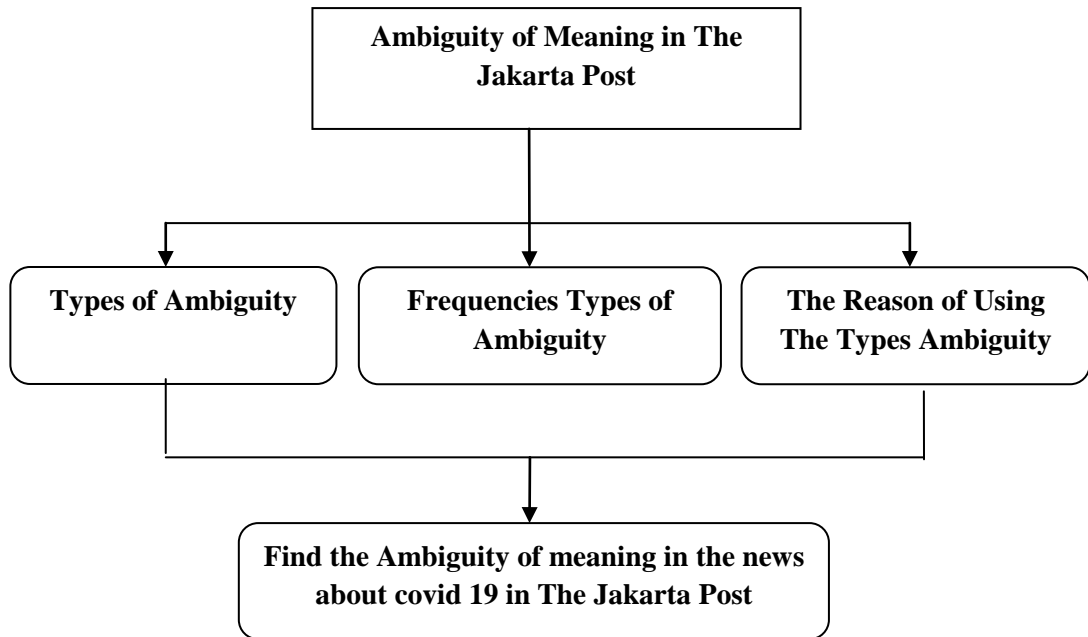 Ambiguity of Meaning in The
Jakarta Post
Types of Ambiguity
Frequencies Types of
Ambiguity
The Reason of Using
The Types Ambiguity
Find the Ambiguity of meaning in the news
about covid 19 in The Jakarta Post